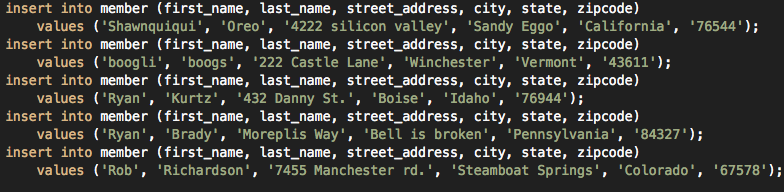 insert into member (first_name, last_name, street_address, city, state, zipcode)
values ('Shawnquiqui', 'Oreo', '4222 silicon valley', 'Sandy Eggo', 'California', '76544');
insert into member (first_name, last_name, street_address, city, state, zipcode)
values ('boogli', 'boogs', '222 Castle Lane', 'Winchester', 'Vermont', '43611');
insert into member (first_name, last_name, street_address, city, state, zipcode)
values ('Ryan', 'Kurtz', '432 Danny St.', 'Boise', 'Idaho', '76944');
insert into member (first_name, last_name, street_address, city, state, zipcode)
values ('Ryan', 'Brady', 'Moreplis Way', 'Bell is broken', 'Pennsylvania', '84327');
insert into member (first_name, last_name, street_address, city, state, zipcode)
values ('Rob', 'Richardson', '7455 Manchester rd.', 'Steamboat Springs', 'Colorado', '67578');